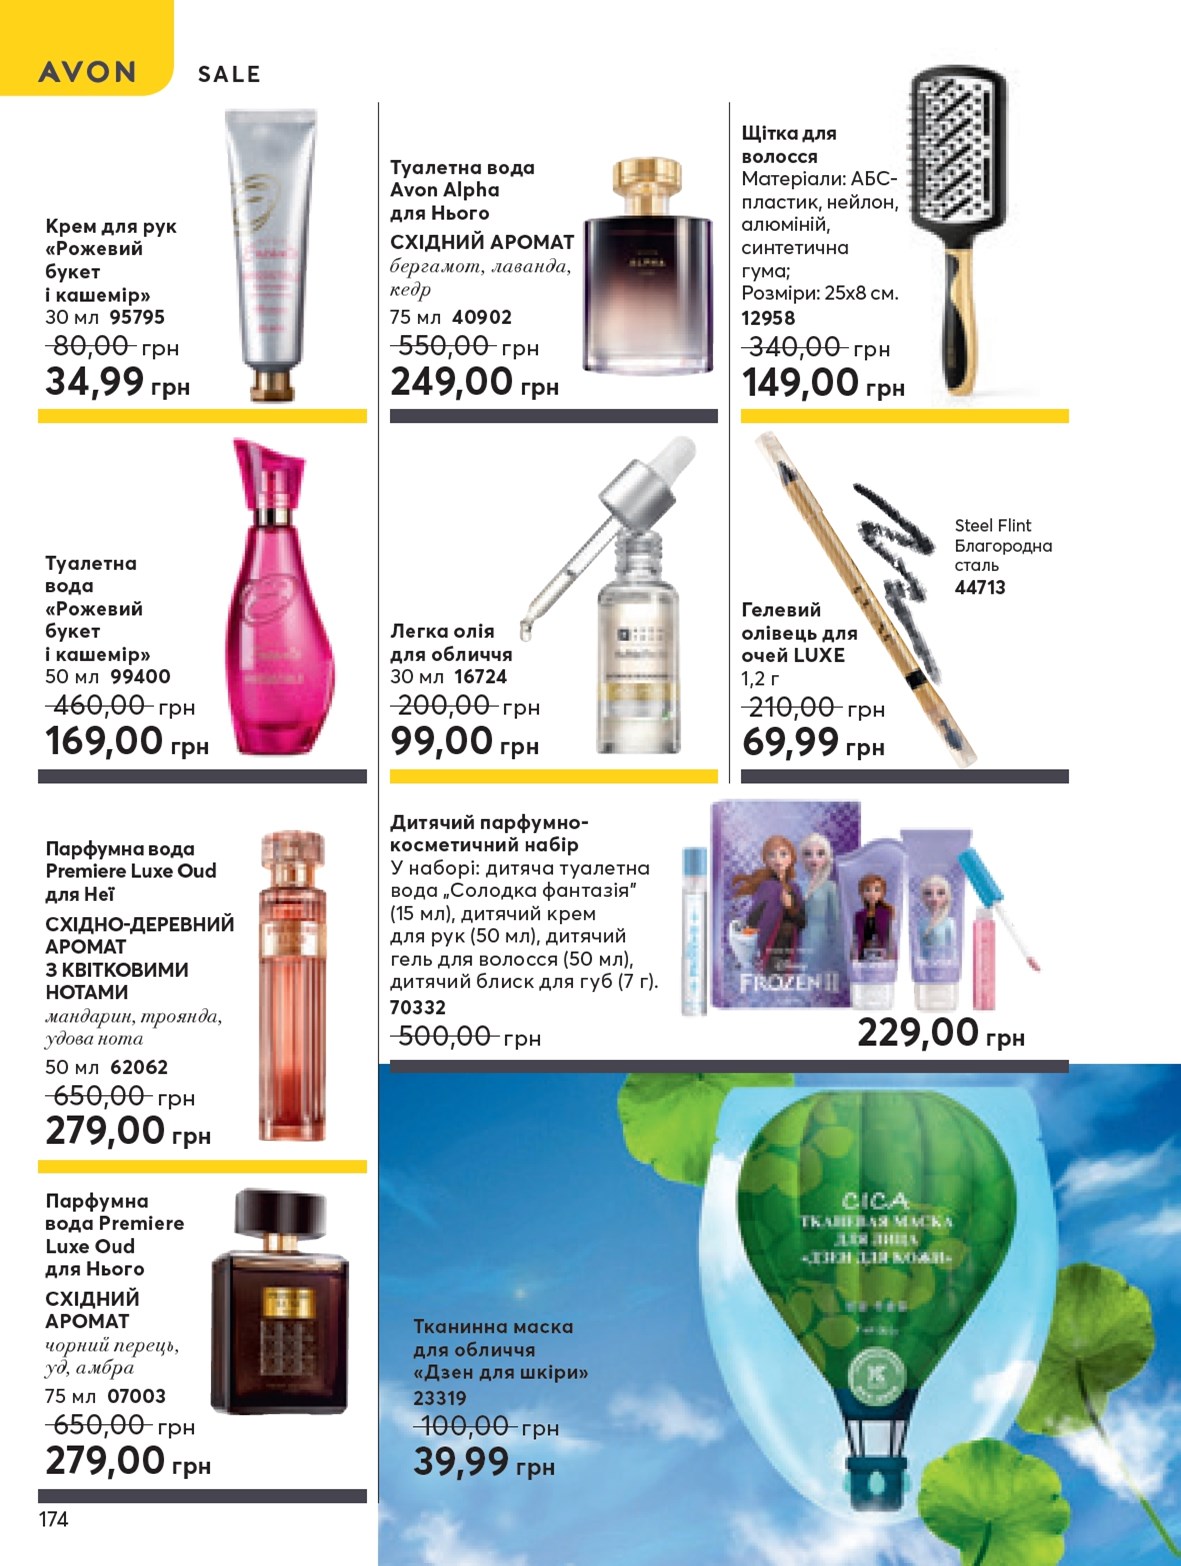 AVON
SALE
Крем для рук
«Рожевий
букет
і кашемір»
30 мл 95795
80,00 грн
34,99 грн
Туалетна вода
Avon Alpha
для Нього
СХІДНИЙ АРОМАТ
бергамот, лаванда,
кедр
75 мл 40902
550,00 грн
249,00 грн
ALPHA
Щітка для
волосся
Матеріали: АБС-
пластик, нейлон,
алюміній,
синтетична
гума;
Розміри: 25х8 см.
12958
340,00 грн
149,00 грн
Туалетна
вода
«Рожевий
букет
і кашемір»
50 мл 99400
460,00 грн
169,00 грн
Легка олія
для обличчя
30 мл 16724
200,00 грн
99,00 грн
Steel Flint
Благородна
сталь
44713
Гелевий
олівець для
очей LUXE
1,2 г
210,00 грн
69,99 грн
Парфумна вода
Premiere Luxe Oud
для Неї
СХІДНО-ДЕРЕВНИЙ
АРОМАТ
З КВІТКОВИМИ
НОТАМИ
мандарин, троянда,
удова нота
50 мл 62062
650,00 грн
279,00 грн
Дитячий парфумно-
косметичний набір
У наборі: дитяча туалетна
вода „Солодка фантазія”
(15 мл), дитячий крем
для рук (50 мл), дитячий
гель для волосся (50 мл),
дитячий блиск для губ (7 г).
70332
500,00 грн
229,00 грн
Disney
FROZEN II
Парфумна
вода Premiere
Luxe Oud
для Нього
СХІДНИЙ
АРОМАТ
чорний перець,
уд, амбра
75 мл 07003
650,00 грн
279,00 грн
Тканинна маска
для обличчя
«Дзен для шкіри»
23319
100,00 грн
39,99 грн
CICA
ТКАНЕВАЯ МАСКА
ДЛЯ ЛИЦА
«ДЗЕН ДЛЯ КОЖИ»
174